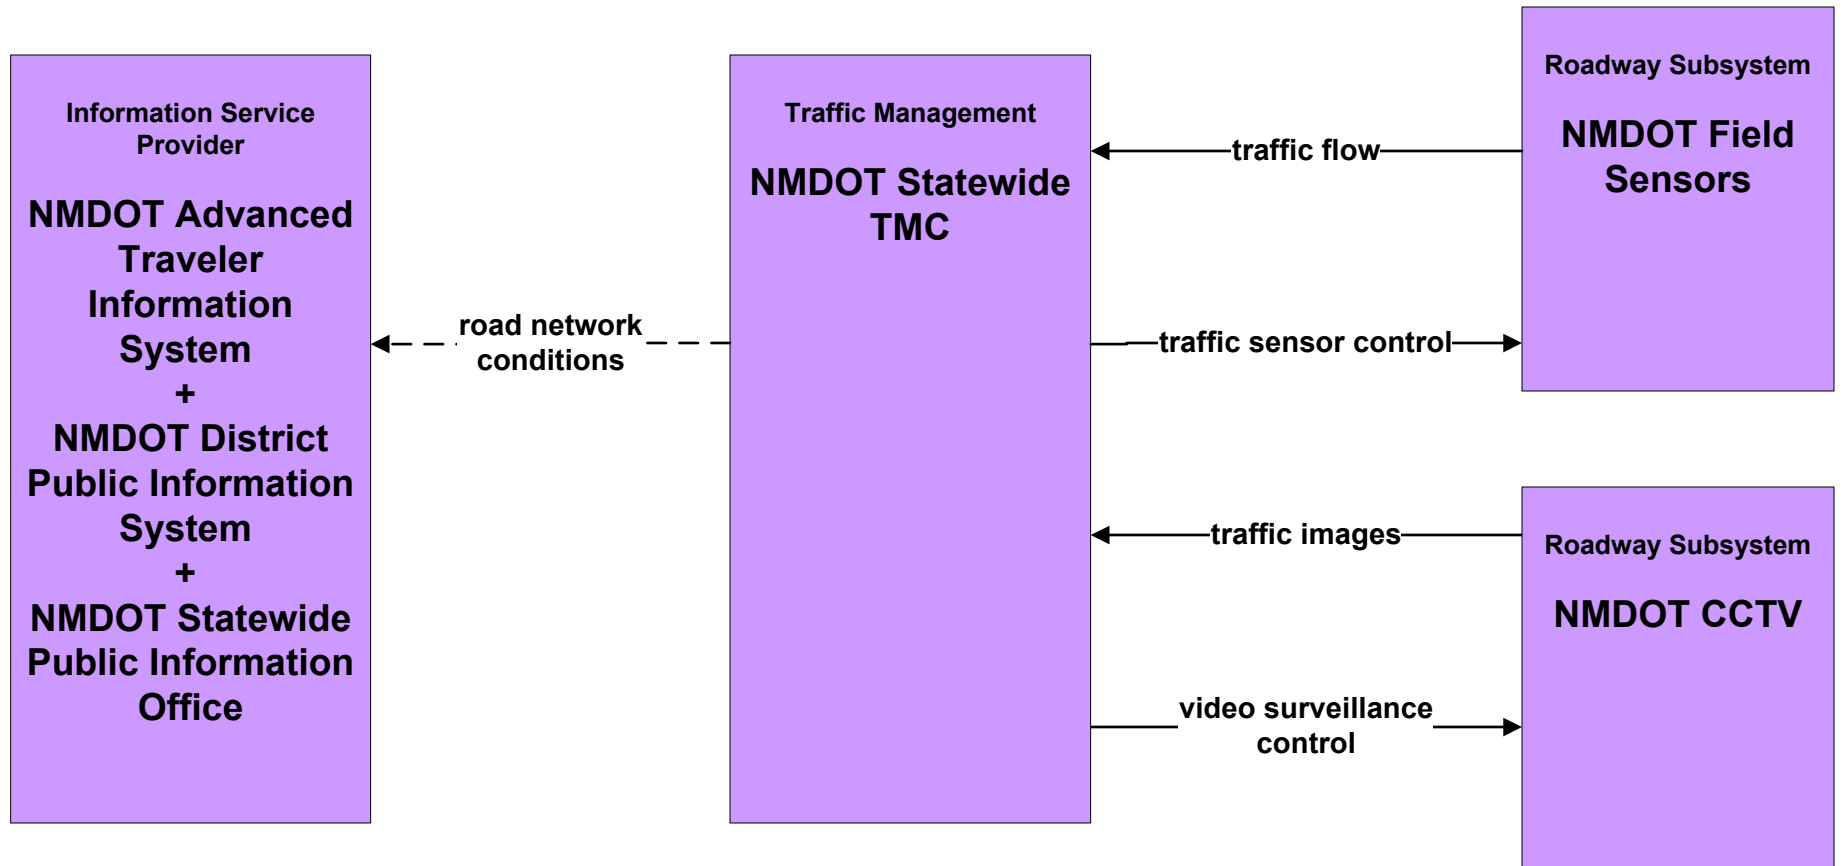 Information Service
Provider
NMDOT Advanced
Traveler
Information
System
+
NMDOT District
Public Information
System
+
NMDOT Statewide
Public Information
Office
road network
conditions
Traffic Management
NMDOT Statewide
TMC
traffic flow
traffic sensor control
traffic images
video surveillance
control
Roadway Subsystem
NMDOT Field
Sensors
Roadway Subsystem
NMDOT CCTV